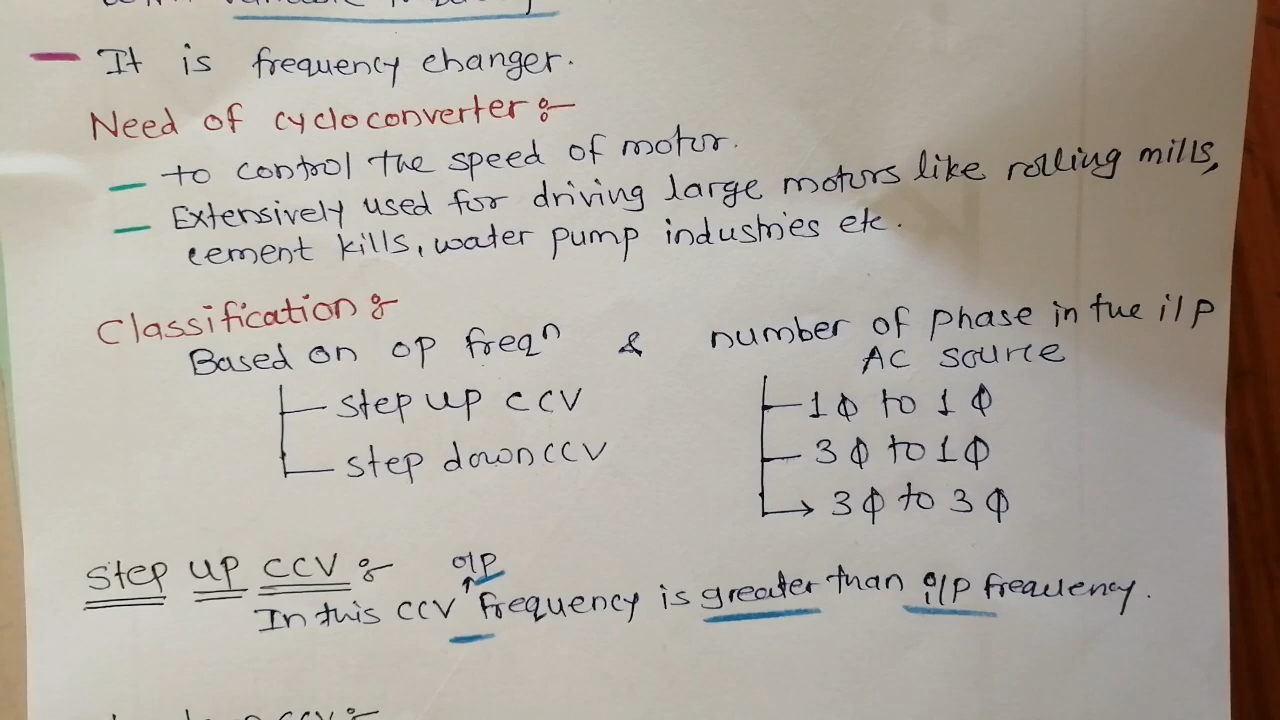 — It is frequency changer.
Need of cycloconverter :-
— to control the speed of motor.
— Extensively used for driving large motors like rolling mills,
cement kills, water pump industries etc.
Classification :-
Based on op freqⁿ & number of phase in the i/p
AC source
step up ccv
1ϕ to 1ϕ
step down ccv
3ϕ to 1ϕ
3ϕ to 3ϕ
Step up CCV :-
o/p
In this CCV ↑ frequency is greater than i/p frequency.